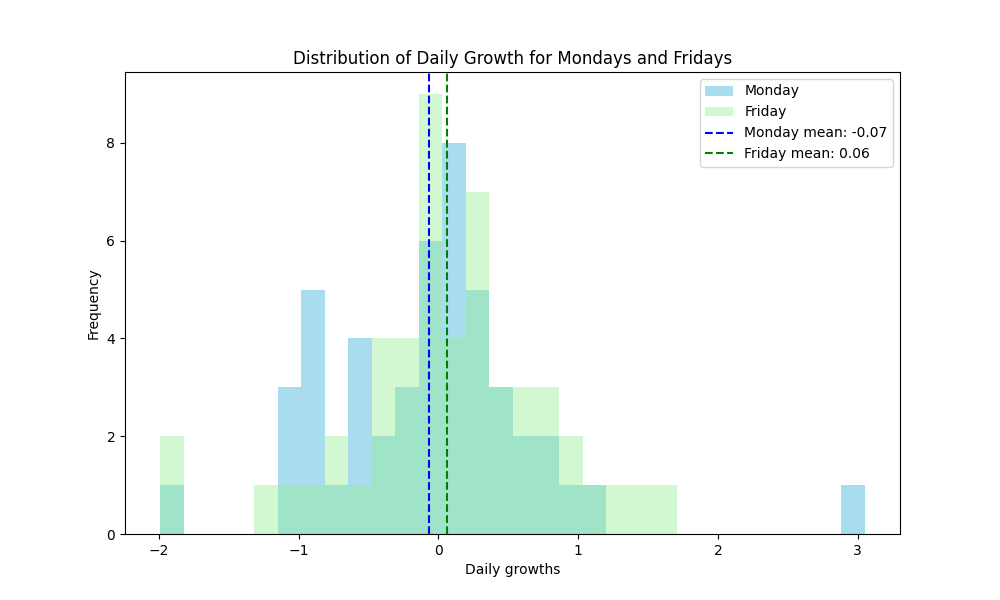 Distribution of Daily Growth for Mondays and Fridays
Monday
Friday
Monday mean: -0.07
Friday mean: 0.06
8
6
4
2
0
Frequency
−2
−1
0
1
2
3
Daily growths